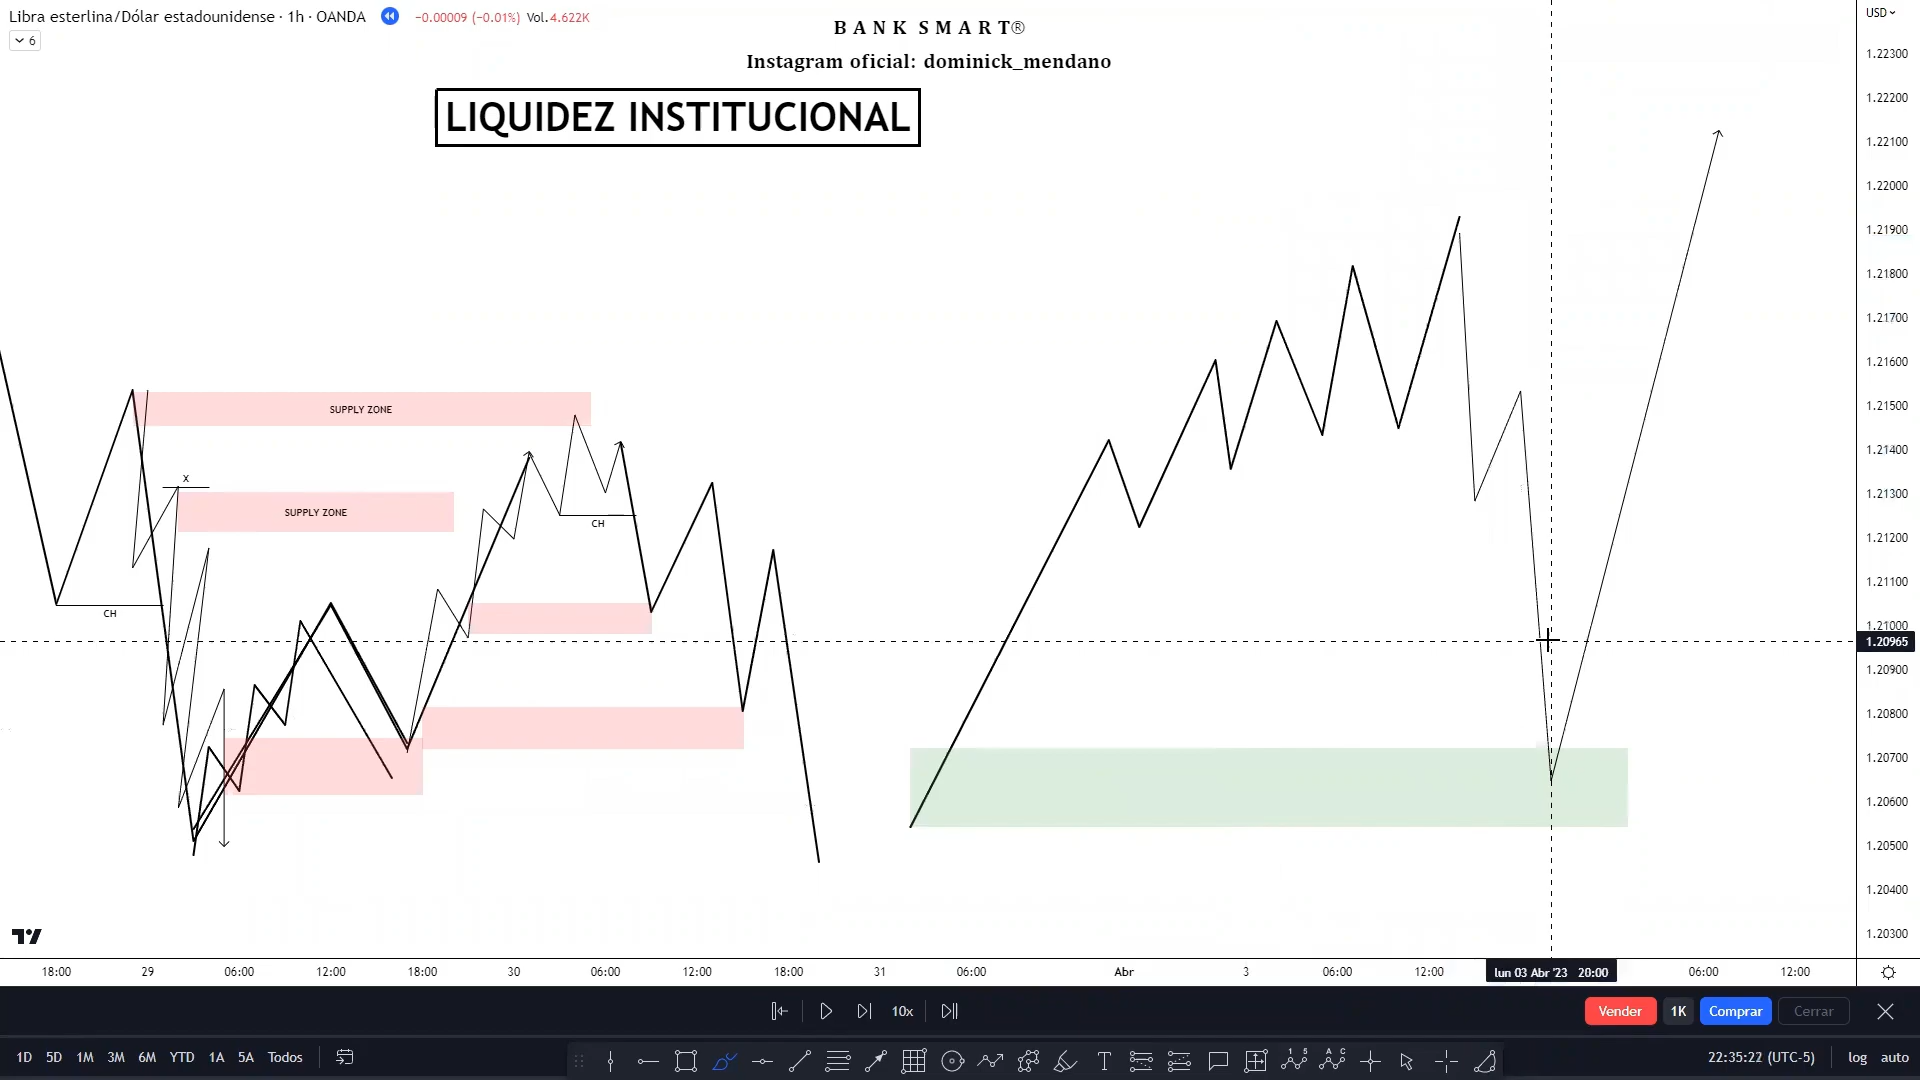 Libra esterlina/Dólar estadounidense · 1h · OANDA −0.00009 (−0.01%) Vol.4.622K
6
BANK SMART®
Instagram oficial: dominick_mendano
LIQUIDEZ INSTITUCIONAL
USD
1.22300
1.22200
1.22100
1.22000
1.21900
1.21800
1.21700
1.21600
1.21500
1.21400
1.21300
1.21200
1.21100
1.21000
1.20965
1.20900
1.20800
1.20700
1.20600
1.20500
1.20400
1.20300
SUPPLY ZONE
X
SUPPLY ZONE
CH
CH
18:00 29 06:00 12:00 18:00 30 06:00 12:00 18:00 31 06:00 Abr 3 06:00 12:00 lun 03 Abr '23 20:00 06:00 12:00
10x Vender 1K Comprar Cerrar
1D 5D 1M 3M 6M YTD 1A 5A Todos 22:35:22 (UTC-5) log auto